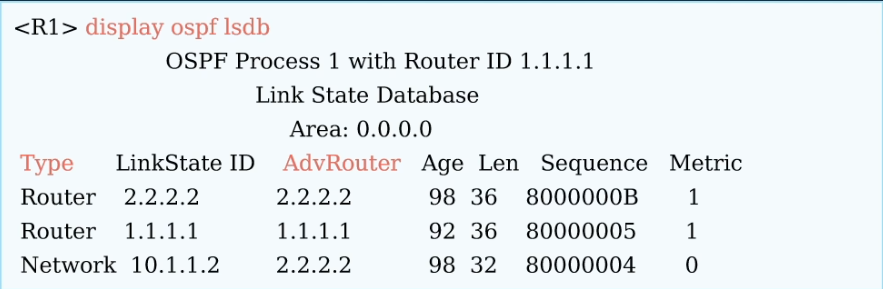 <R1> display ospf lsdb
OSPF Process 1 with Router ID 1.1.1.1
Link State Database
Area: 0.0.0.0
Type LinkState ID AdvRouter Age Len Sequence Metric
Router 2.2.2.2 2.2.2.2 98 36 8000000B 1
Router 1.1.1.1 1.1.1.1 92 36 80000005 1
Network 10.1.1.2 2.2.2.2 98 32 80000004 0